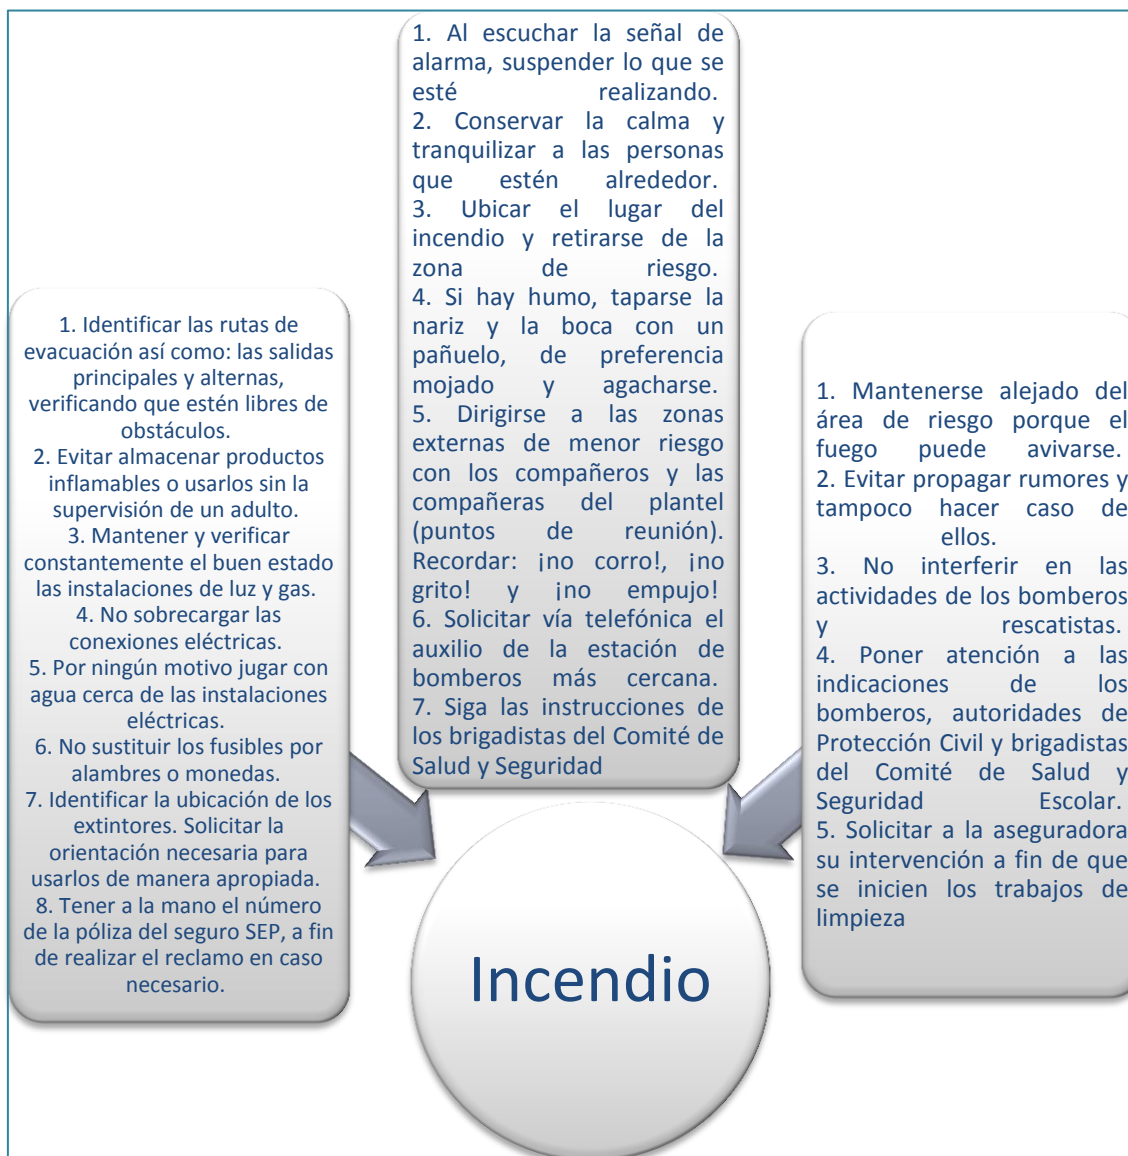 1. Identificar las rutas de
evacuación así como: las salidas
principales y alternas,
verificando que estén libres de
obstáculos.
2. Evitar almacenar productos
inflamables o usarlos sin la
supervisión de un adulto.
3. Mantener y verificar
constantemente el buen estado
las instalaciones de luz y gas.
4. No sobrecargar las
conexiones eléctricas.
5. Por ningún motivo jugar con
agua cerca de las instalaciones
eléctricas.
6. No sustituir los fusibles por
alambres o monedas.
7. Identificar la ubicación de los
extintores. Solicitar la
orientación necesaria para
usarlos de manera apropiada.
8. Tener a la mano el número
de la póliza del seguro SEP, a fin
de realizar el reclamo en caso
necesario.
1. Al escuchar la señal de
alarma, suspender lo que se
esté realizando.
2. Conservar la calma y
tranquilizar a las personas
que estén alrededor.
3. Ubicar el lugar del
incendio y retirarse de la
zona de riesgo.
4. Si hay humo, taparse la
nariz y la boca con un
pañuelo, de preferencia
mojado y agacharse.
5. Dirigirse a las zonas
externas de menor riesgo
con los compañeros y las
compañeras del plantel
(puntos de reunión).
Recordar: ¡no corro!, ¡no
grito! y ¡no empujo!
6. Solicitar vía telefónica el
auxilio de la estación de
bomberos más cercana.
7. Siga las instrucciones de
los brigadistas del Comité de
Salud y Seguridad
1. Mantenerse alejado del
área de riesgo porque el
fuego puede avivarse.
2. Evitar propagar rumores y
tampoco hacer caso de
ellos.
3. No interferir en las
actividades de los bomberos
y rescatistas.
4. Poner atención a las
indicaciones de los
bomberos, autoridades de
Protección Civil y brigadistas
del Comité de Salud y
Seguridad Escolar.
5. Solicitar a la aseguradora
su intervención a fin de que
se inicien los trabajos de
limpieza
Incendio